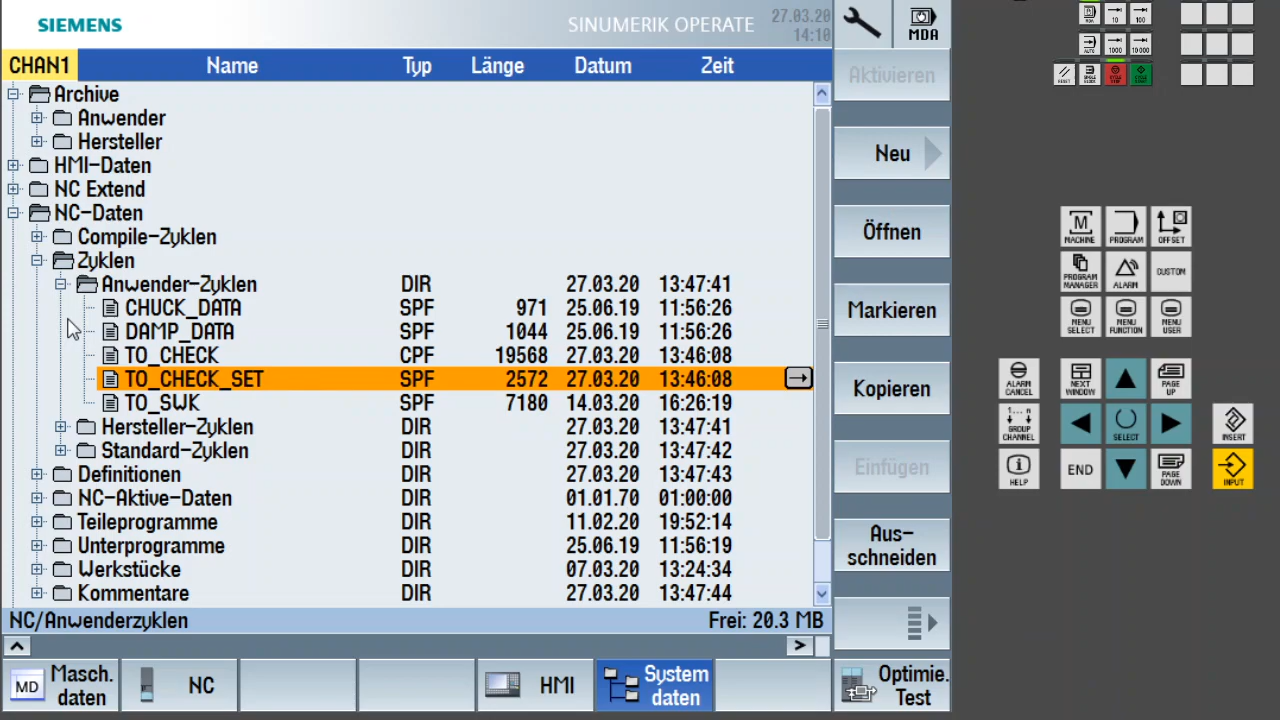 SIEMENS
SINUMERIK OPERATE
27.03.20
14:10
MDA
CHAN1 Name Typ Länge Datum Zeit
Archive
Anwender
Hersteller
HMI-Daten
NC Extend
NC-Daten
Compile-Zyklen
Zyklen
Anwender-Zyklen DIR 27.03.20 13:47:41
CHUCK_DATA SPF 971 25.06.19 11:56:26
DAMP_DATA SPF 1044 25.06.19 11:56:26
TO_CHECK CPF 19568 27.03.20 13:46:08
TO_CHECK_SET SPF 2572 27.03.20 13:46:08
TO_SWK SPF 7180 14.03.20 16:26:19
Hersteller-Zyklen DIR 27.03.20 13:47:41
Standard-Zyklen DIR 27.03.20 13:47:42
Definitionen DIR 27.03.20 13:47:43
NC-Aktive-Daten DIR 01.01.70 01:00:00
Teileprogramme DIR 11.02.20 19:52:14
Unterprogramme DIR 25.06.19 11:56:19
Werkstücke DIR 07.03.20 13:24:34
Kommentare DIR 27.03.20 13:47:44
NC/Anwenderzyklen Frei: 20.3 MB
Aktivieren
Neu
Öffnen
Markieren
Kopieren
Einfügen
Aus-
schneiden
MD Masch.
daten
NC
HMI
System
daten
Optimie.
Test
10 100
1000 10000
M
MACHINE PROGRAM OFFSET
PROGRAM
MANAGER
ALARM
CUSTOM
MENU
SELECT
MENU
FUNCTION
MENU
USER
ALARM
CANCEL
NEXT
WINDOW
PAGE
UP
1... n
GROUP
CHANNEL
SELECT
INSERT
HELP
END
PAGE
DOWN
INPUT